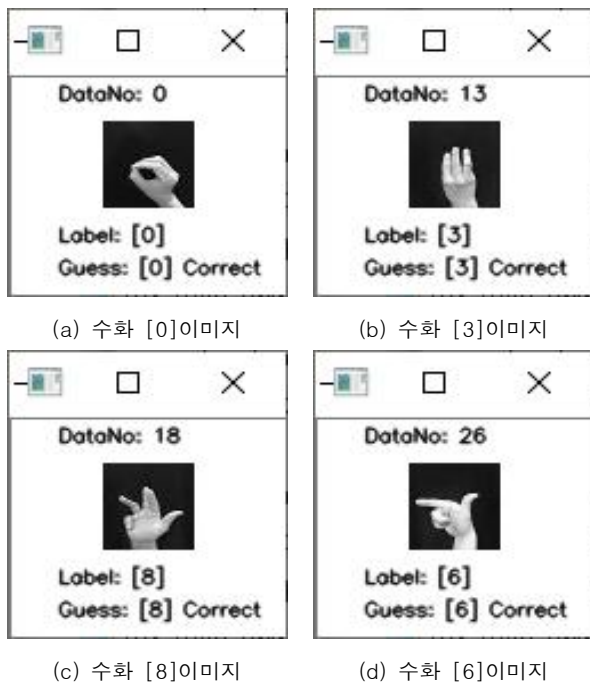 DataNo: 0
Label: [0]
Guess: [0] Correct
(a) 수화 [0]이미지
DataNo: 13
Label: [3]
Guess: [3] Correct
(b) 수화 [3]이미지
DataNo: 18
Label: [8]
Guess: [8] Correct
(c) 수화 [8]이미지
DataNo: 26
Label: [6]
Guess: [6] Correct
(d) 수화 [6]이미지